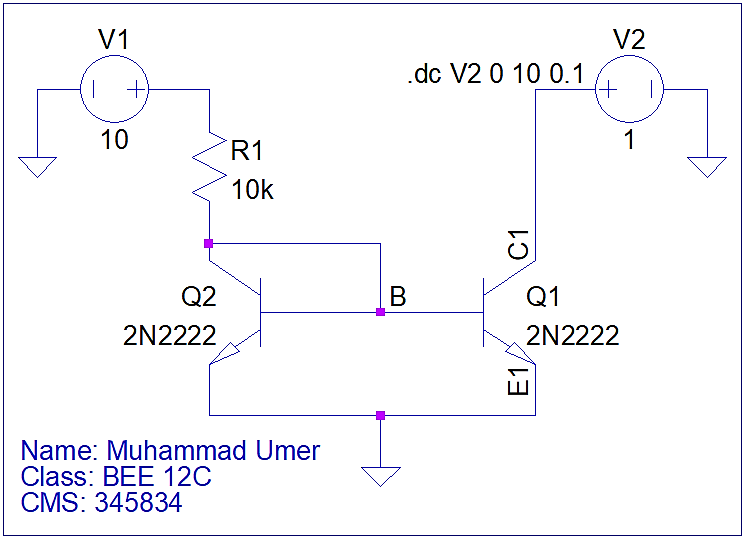 V1
V2
.dc V2 0 10 0.1
10
1
R1
10k
C1
Q2
B
Q1
2N2222
2N2222
E1
Name: Muhammad Umer
Class: BEE 12C
CMS: 345834